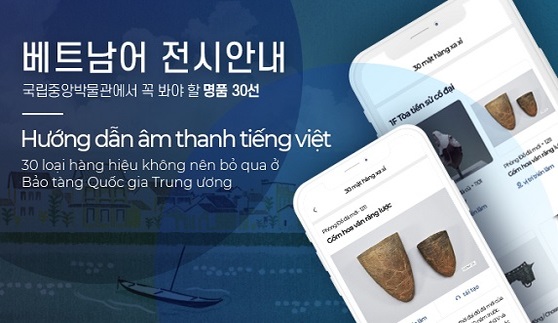 베트남어 전시안내
국립중앙박물관에서 꼭 봐야 할 명품 30선
Hướng dẫn âm thanh tiếng việt
30 loại hàng hiệu không nên bỏ qua ở
Bảo tàng Quốc gia Trung ương
30 mặt hàng xa xỉ
1F Tòa tiền sử cổ đại
30 mặt hàng xa xỉ
Gốm hoa văn răng lược
tái tạo